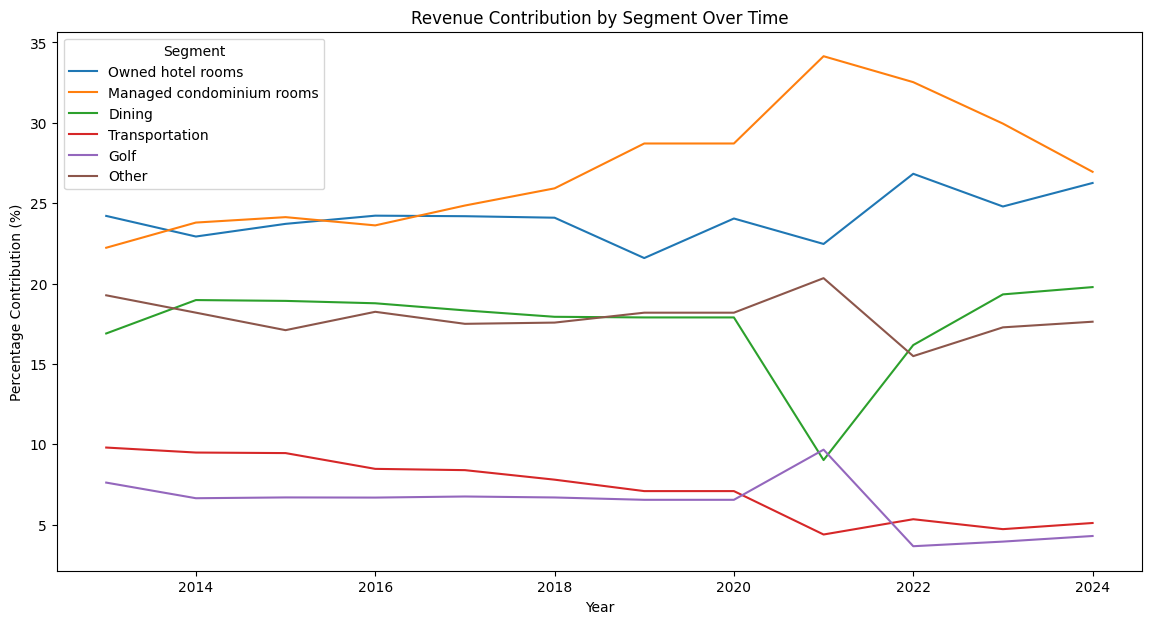 Revenue Contribution by Segment Over Time
Percentage Contribution (%)
35
30
25
20
15
10
5
Segment
Owned hotel rooms
Managed condominium rooms
Dining
Transportation
Golf
Other
2014
2016
2018
2020
2022
2024
Year